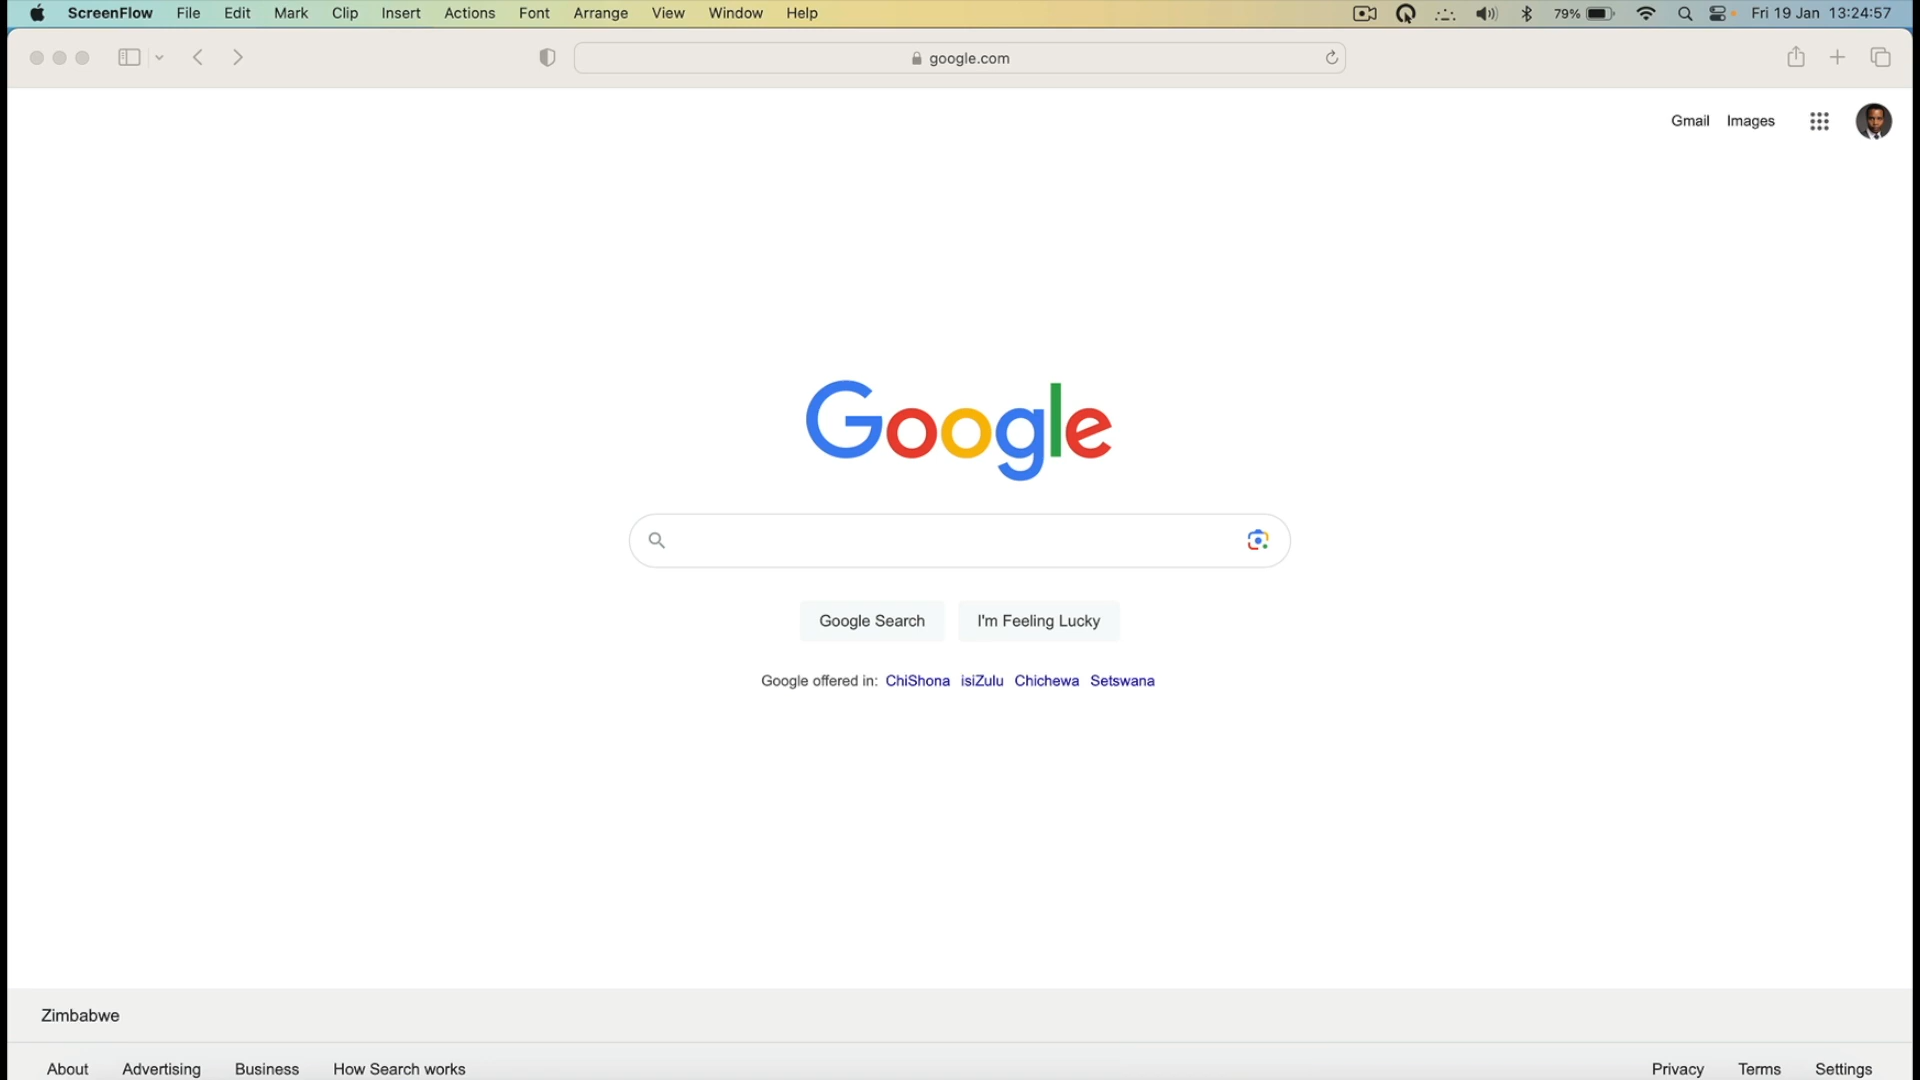 ScreenFlow File Edit Mark Clip Insert Actions Font Arrange View Window Help 79% Fri 19 Jan 13:24:57
google.com
Gmail Images
Google
Google Search I'm Feeling Lucky
Google offered in: ChiShona isiZulu Chichewa Setswana
Zimbabwe
About Advertising Business How Search works Privacy Terms Settings